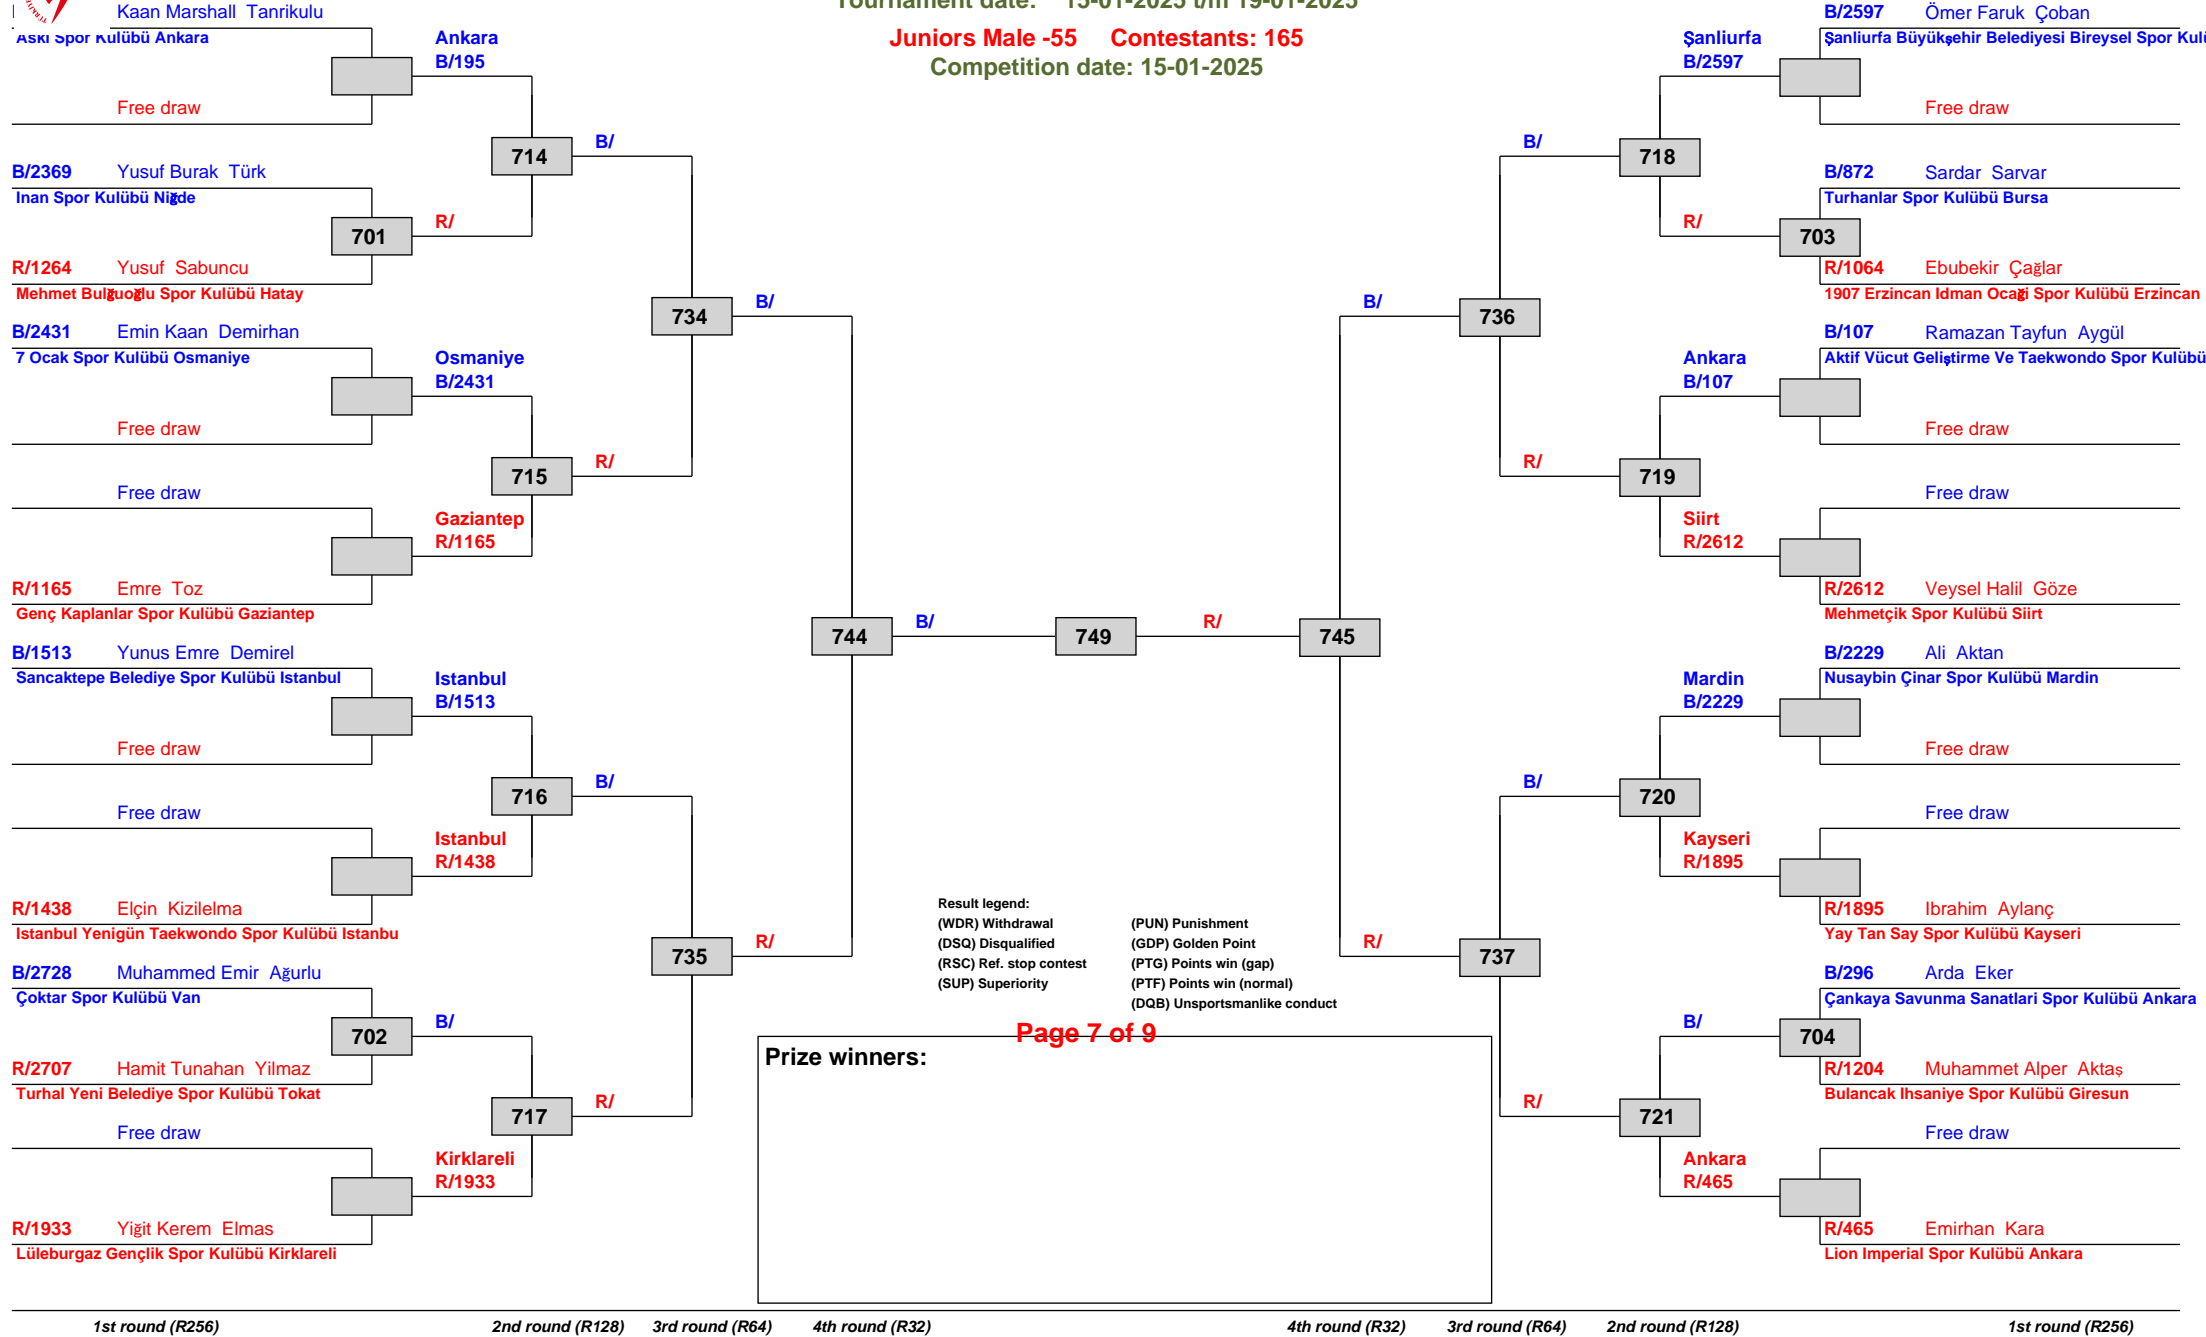 Tournament date: 15-01-2025 t/m 19-01-2025
Juniors Male -55 Contestants: 165
Competition date: 15-01-2025
Kaan Marshall Tanrikulu
Aski Spor Kulübü Ankara
Free draw
Ankara
B/195
B/2369 Yusuf Burak Türk
Inan Spor Kulübü Niğde
701
R/1264 Yusuf Sabuncu
Mehmet Bulğuoğlu Spor Kulübü Hatay
R/
714
B/
B/2431 Emin Kaan Demirhan
7 Ocak Spor Kulübü Osmaniye
Free draw
Osmaniye
B/2431
Free draw
R/1165 Emre Toz
Genç Kaplanlar Spor Kulübü Gaziantep
Gaziantep
R/1165
715
R/
734
B/
B/1513 Yunus Emre Demirel
Sancaktepe Belediye Spor Kulübü Istanbul
Free draw
Istanbul
B/1513
Free draw
R/1438 Elçin Kizilelma
Istanbul Yenigün Taekwondo Spor Kulübü Istanbu
Istanbul
R/1438
716
B/
B/2728 Muhammed Emir Ağurlu
Çoktar Spor Kulübü Van
702
R/2707 Hamit Tunahan Yilmaz
Turhal Yeni Belediye Spor Kulübü Tokat
B/
Free draw
R/1933 Yiğit Kerem Elmas
Lüleburgaz Gençlik Spor Kulübü Kirklareli
Kirklareli
R/1933
717
R/
735
R/
744
B/
749
R/
745
B/2597 Ömer Faruk Çoban
Şanliurfa Büyükşehir Belediyesi Bireysel Spor Kulü
Free draw
Şanliurfa
B/2597
B/872 Sardar Sarvar
Turhanlar Spor Kulübü Bursa
703
R/1064 Ebubekir Çağlar
1907 Erzincan Idman Ocaği Spor Kulübü Erzincan
R/
718
B/
B/107 Ramazan Tayfun Aygül
Aktif Vücut Geliştirme Ve Taekwondo Spor Kulübü
Free draw
Ankara
B/107
Free draw
R/2612 Veysel Halil Göze
Mehmetçik Spor Kulübü Siirt
Siirt
R/2612
719
R/
736
B/
B/2229 Ali Aktan
Nusaybin Çinar Spor Kulübü Mardin
Free draw
Mardin
B/2229
Free draw
R/1895 Ibrahim Aylanç
Yay Tan Say Spor Kulübü Kayseri
Kayseri
R/1895
720
B/
B/296 Arda Eker
Çankaya Savunma Sanatlari Spor Kulübü Ankara
704
R/1204 Muhammet Alper Aktaş
Bulancak Ihsaniye Spor Kulübü Giresun
B/
Free draw
R/465 Emirhan Kara
Lion Imperial Spor Kulübü Ankara
Ankara
R/465
721
R/
737
R/
Result legend:
(WDR) Withdrawal (PUN) Punishment
(DSQ) Disqualified (GDP) Golden Point
(RSC) Ref. stop contest (PTG) Points win (gap)
(SUP) Superiority (PTF) Points win (normal)
(DQB) Unsportsmanlike conduct
Page 7 of 9
Prize winners:
1st round (R256) 2nd round (R128) 3rd round (R64) 4th round (R32) 4th round (R32) 3rd round (R64) 2nd round (R128) 1st round (R256)